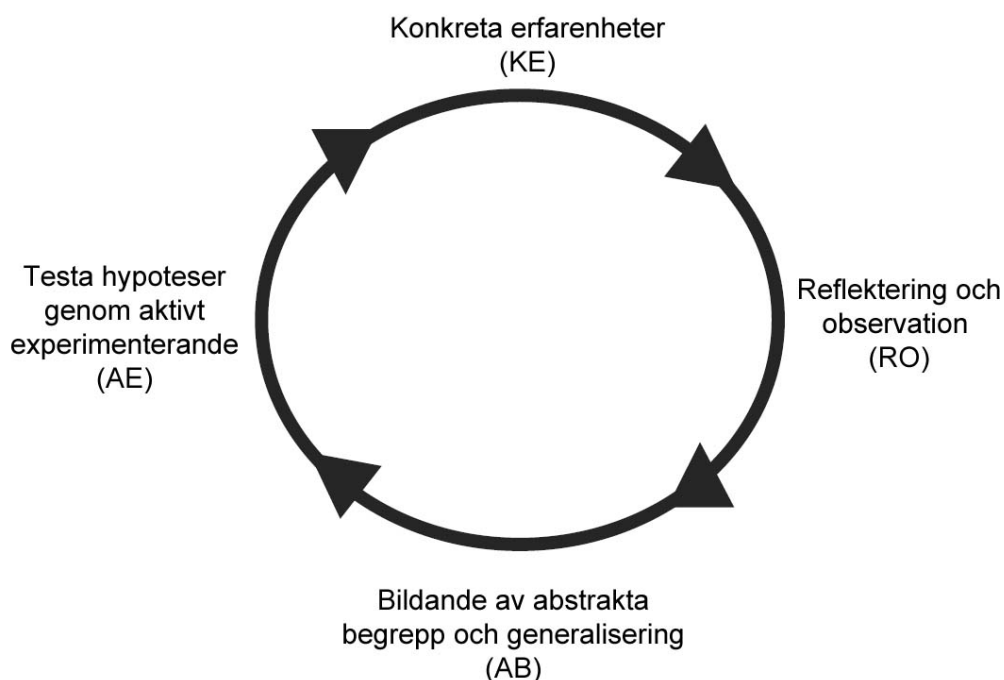 Konkreta erfarenheter
(KE)
Reflektering och
observation
(RO)
Bildande av abstrakta
begrepp och generalisering
(AB)
Testa hypoteser
genom aktivt
experimenterande
(AE)